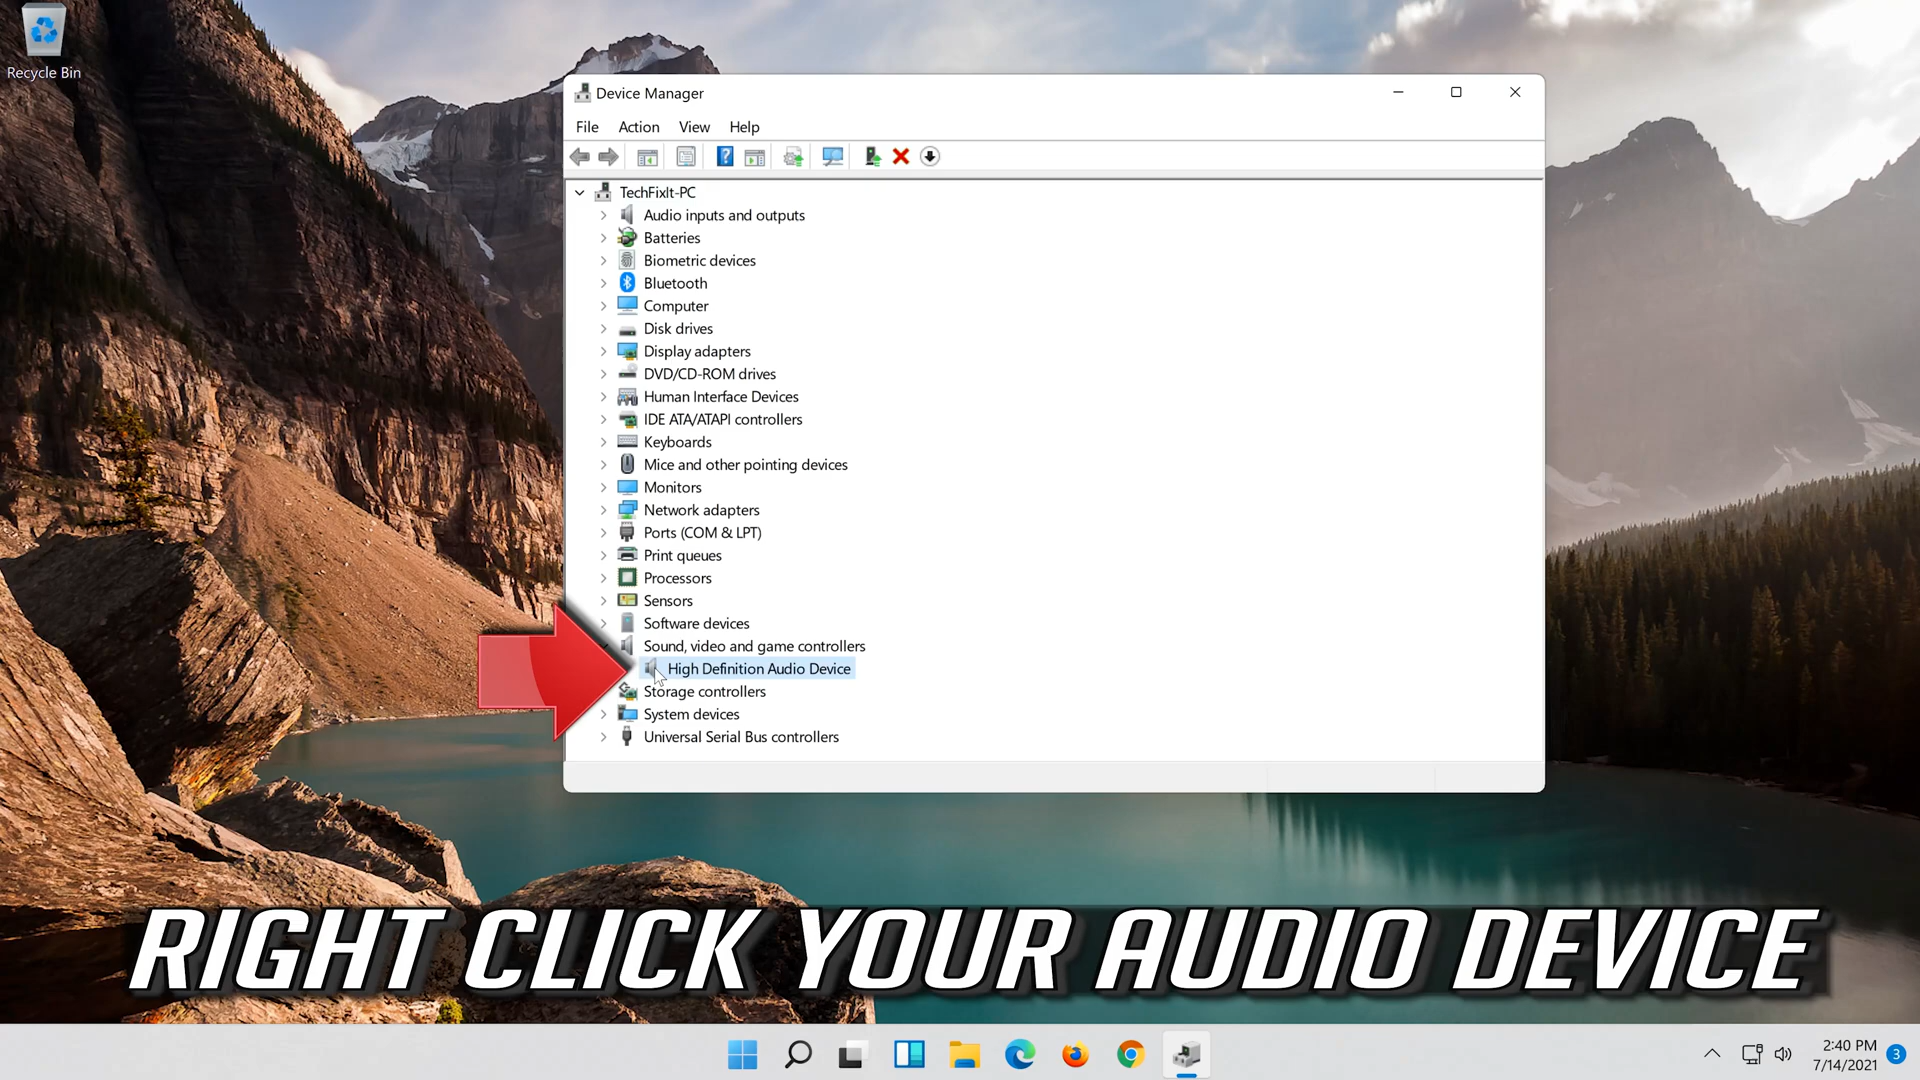 Recycle Bin
Device Manager
File Action View Help
TechFixIt-PC
Audio inputs and outputs
Batteries
Biometric devices
Bluetooth
Computer
Disk drives
Display adapters
DVD/CD-ROM drives
Human Interface Devices
IDE ATA/ATAPI controllers
Keyboards
Mice and other pointing devices
Monitors
Network adapters
Ports (COM & LPT)
Print queues
Processors
Sensors
Software devices
Sound, video and game controllers
High Definition Audio Device
Storage controllers
System devices
Universal Serial Bus controllers
RIGHT CLICK YOUR AUDIO DEVICE
2:40 PM
7/14/2021
3